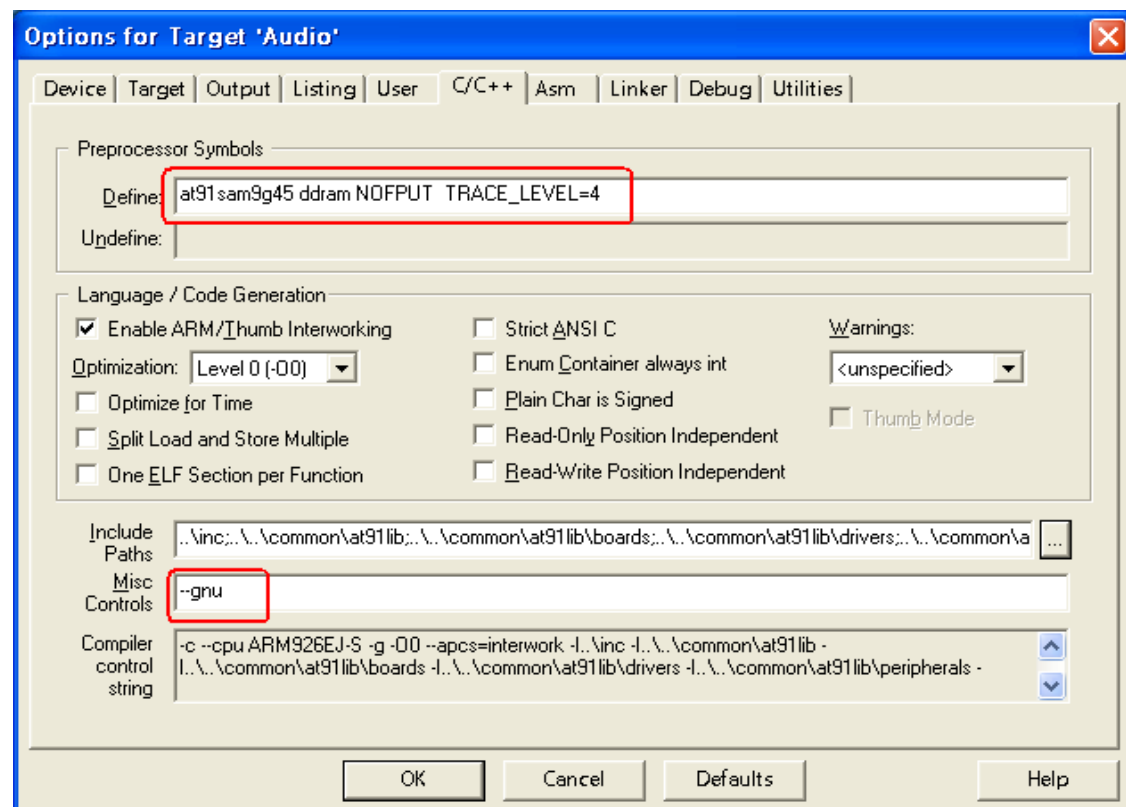 Options for Target 'Audio'
Device Target Output Listing User C/C++ Asm Linker Debug Utilities
Preprocessor Symbols
Define: at91sam9g45 ddram NOFPUT  TRACE_LEVEL=4
Undefine:
Language / Code Generation
Enable ARM/Thumb Interworking
Strict ANSI C
Warnings:
Optimization: Level 0 (-O0)
Enum Container always int
<unspecified>
Optimize for Time
Plain Char is Signed
Thumb Mode
Split Load and Store Multiple
Read-Only Position Independent
One ELF Section per Function
Read-Write Position Independent
Include
Paths
..\inc;..\..\common\at91lib;..\..\common\at91lib\boards;..\..\common\at91lib\drivers;..\..\common\a
...
Misc
Controls
--gnu
Compiler
control
string
-c --cpu ARM926EJ-S -g -O0 --apcs=interwork -I..\inc -I..\..\common\at91lib -
I..\..\common\at91lib\boards -I..\..\common\at91lib\drivers -I..\..\common\at91lib\peripherals -
OK Cancel Defaults Help